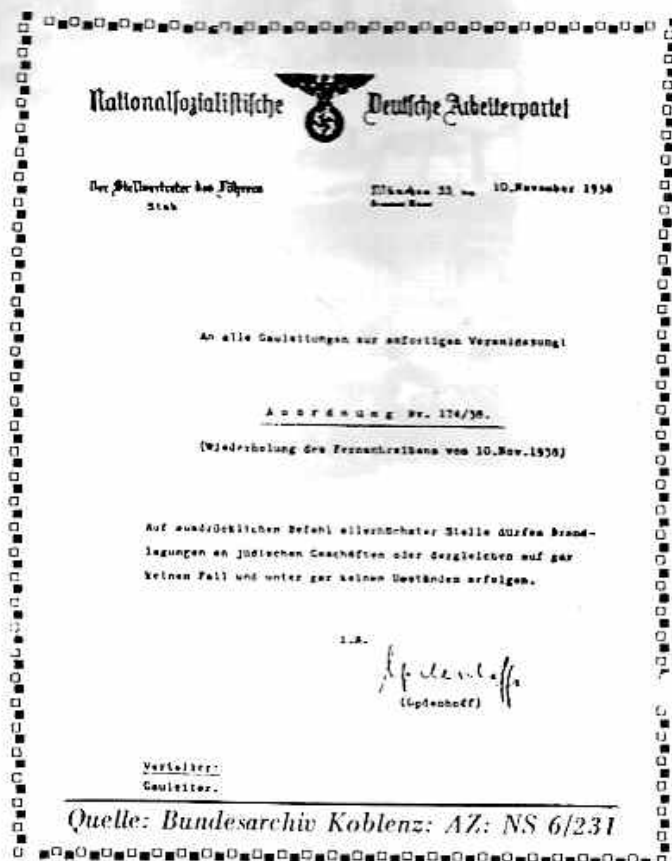 Nationalsozialistische Deutsche Arbeiterpartei
Der Stellvertreter des Führers
Stab
München 33 10.November 1938
Braunes Haus
An alle Gauleitungen zur sofortigen Veranlassung!
Anordnung Nr. 174/38.
(Wiederholung des Fernschreibens vom 10.Nov.1938)
Auf ausdrücklichen Befehl allerhöchster Stelle dürfen Brand-
legungen an jüdischen Geschäften oder dergleichen auf gar
keinen Fall und unter gar keinen Umständen erfolgen.
i.A.
(Opdenhoff)
Verteiler:
Gauleiter.
Quelle: Bundesarchiv Koblenz: AZ: NS 6/231